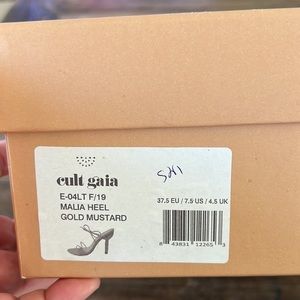 cult gaia
E-04LT F/19
MALIA HEEL
GOLD MUSTARD
37.5 EU / 7.5 US / 4.5 UK
8 43831 12265 3